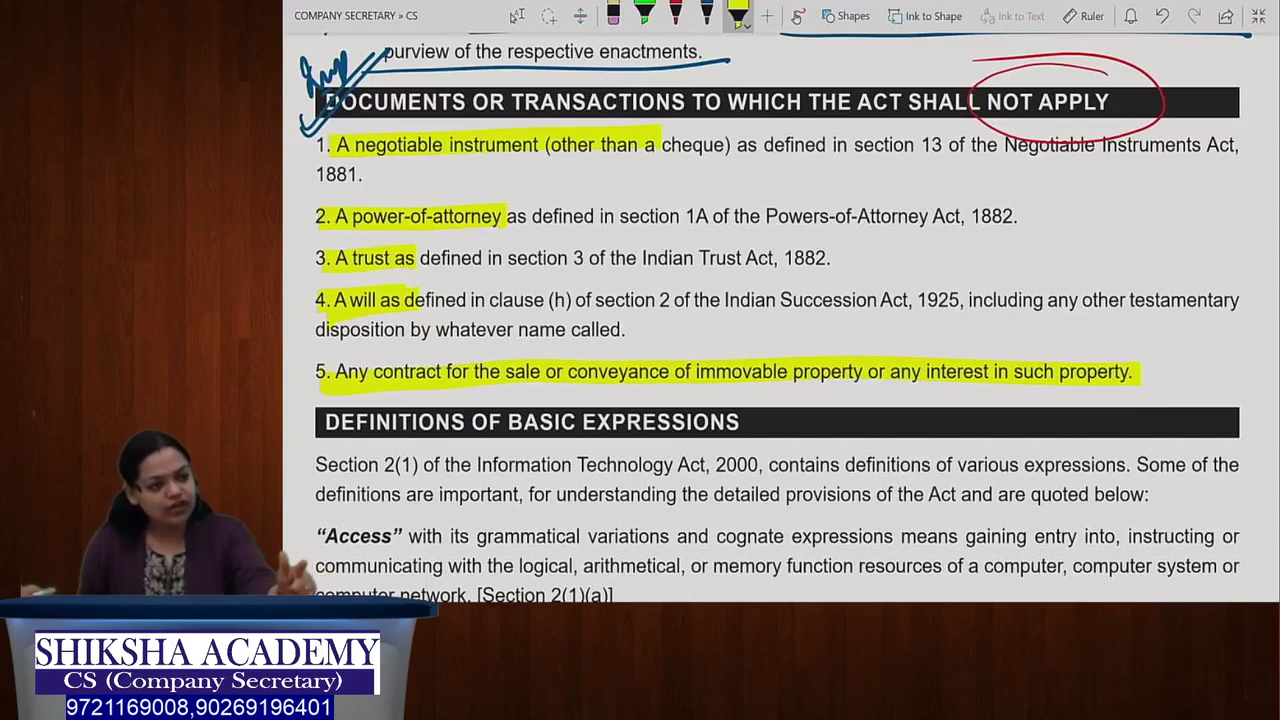 COMPANY SECRETARY » CS
Shapes
Ink to Shape
Ink to Text
Ruler
purview of the respective enactments.
Imp
DOCUMENTS OR TRANSACTIONS TO WHICH THE ACT SHALL NOT APPLY
1. A negotiable instrument (other than a cheque) as defined in section 13 of the Negotiable Instruments Act,
1881.
2. A power-of-attorney as defined in section 1A of the Powers-of-Attorney Act, 1882.
3. A trust as defined in section 3 of the Indian Trust Act, 1882.
4. A will as defined in clause (h) of section 2 of the Indian Succession Act, 1925, including any other testamentary
disposition by whatever name called.
5. Any contract for the sale or conveyance of immovable property or any interest in such property.
DEFINITIONS OF BASIC EXPRESSIONS
Section 2(1) of the Information Technology Act, 2000, contains definitions of various expressions. Some of the
definitions are important, for understanding the detailed provisions of the Act and are quoted below:
“Access” with its grammatical variations and cognate expressions means gaining entry into, instructing or
communicating with the logical, arithmetical, or memory function resources of a computer, computer system or
computer network. [Section 2(1)(a)]
SHIKSHA ACADEMY
CS (Company Secretary)
9721169008,90269196401